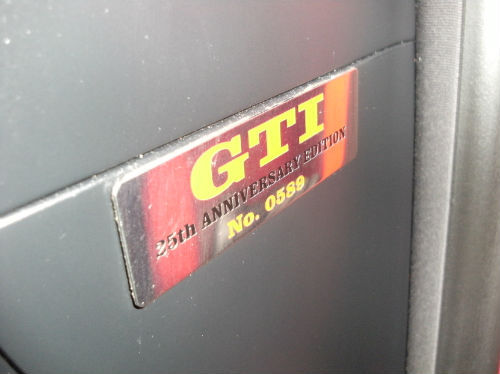 GTI
25th ANNIVERSARY EDITION
No. 0589